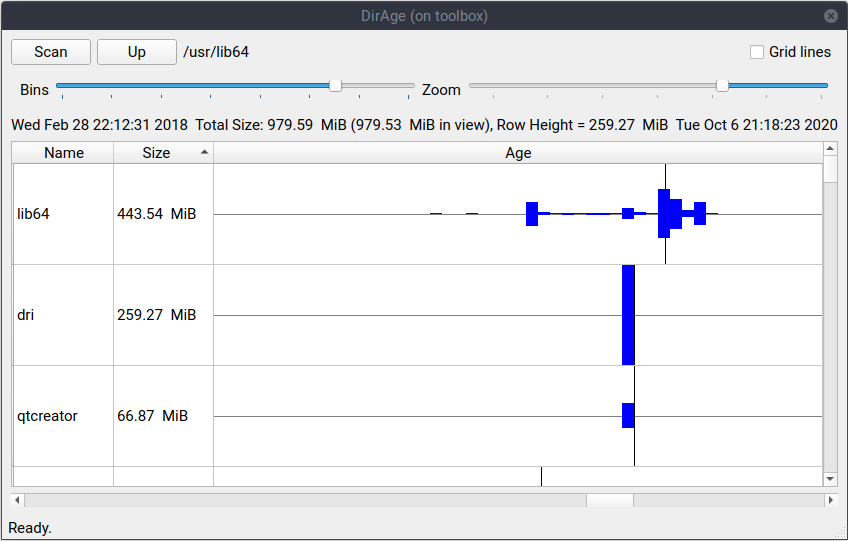 DirAge (on toolbox)
Scan Up /usr/lib64 Grid lines
Bins Zoom
Wed Feb 28 22:12:31 2018 Total Size: 979.59 MiB (979.53 MiB in view), Row Height = 259.27 MiB Tue Oct 6 21:18:23 2020
Name Size Age
lib64 443.54 MiB
dri 259.27 MiB
qtcreator 66.87 MiB
Ready.